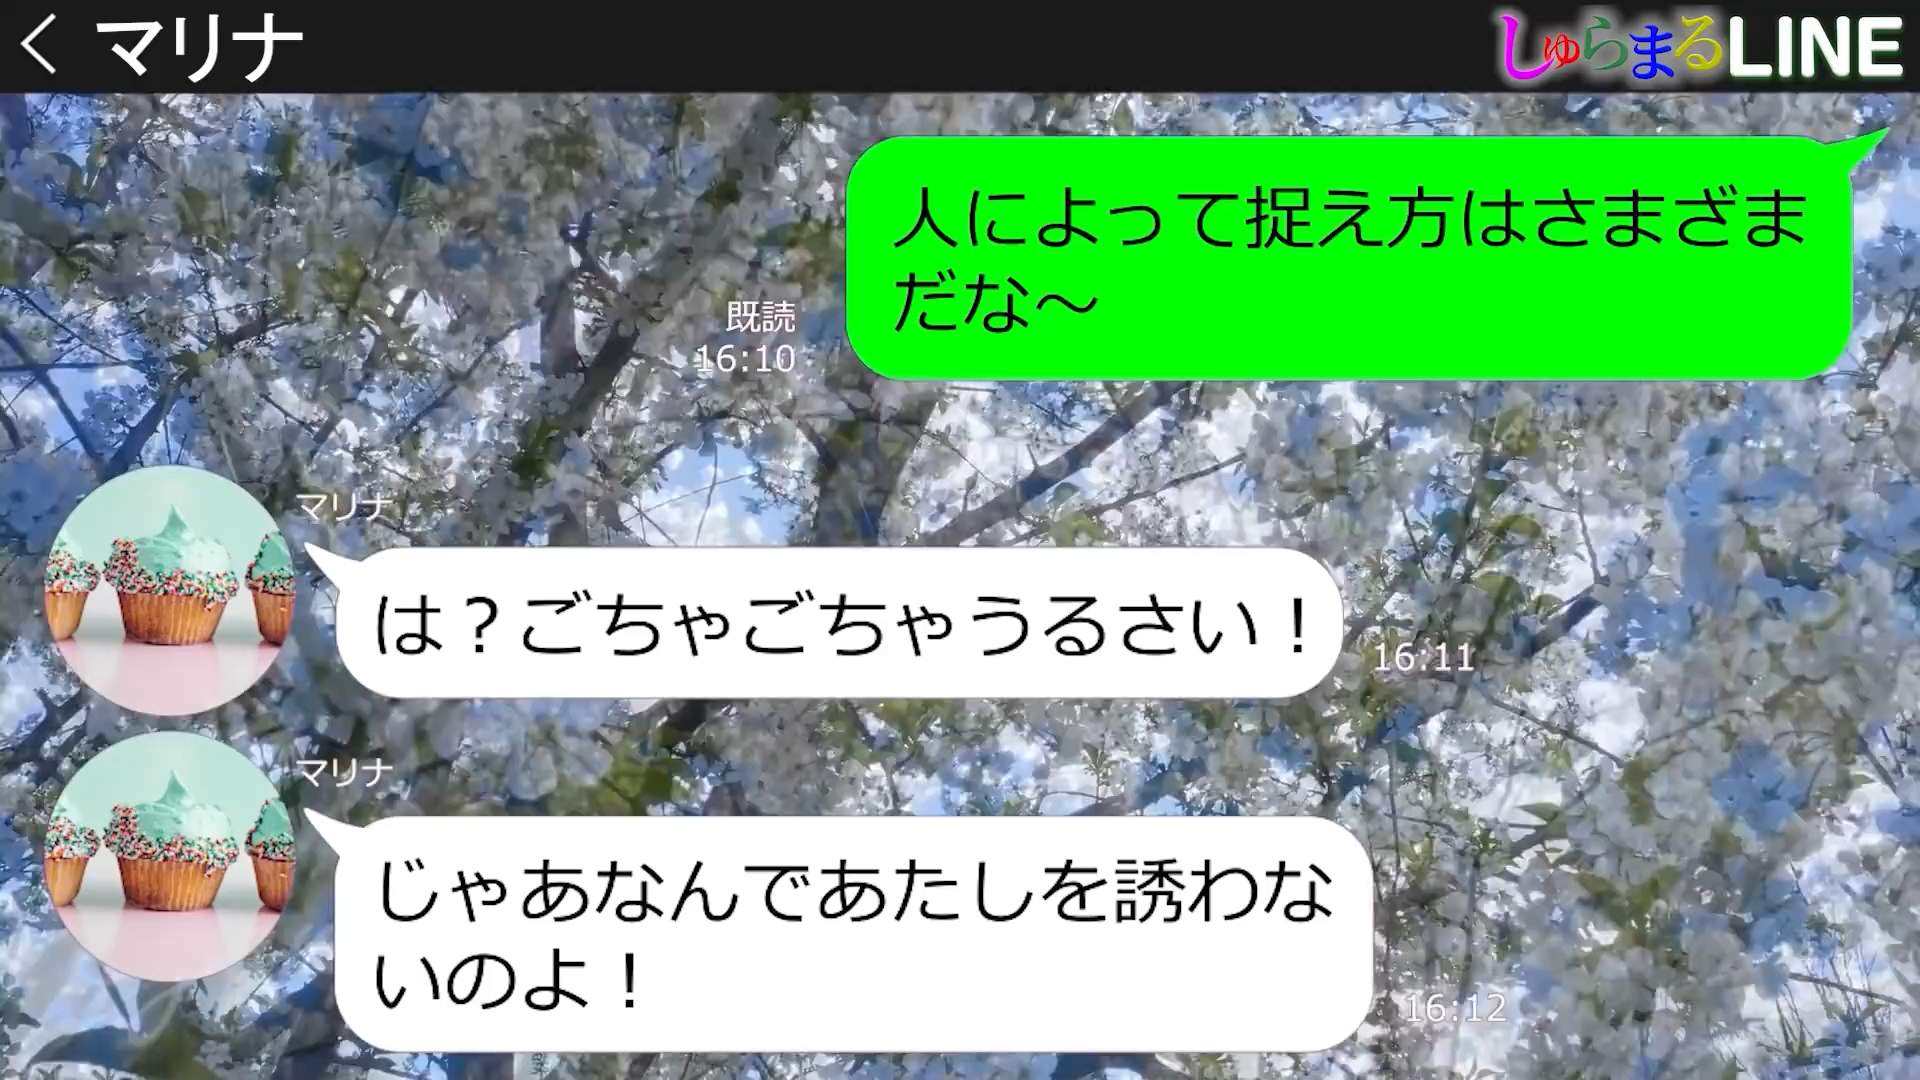 マリナ
しゅらまるLINE
人によって捉え方はさまざま
だな～
既読
16:10
マリナ
は？ごちゃごちゃうるさい！
16:11
マリナ
じゃあなんであたしを誘わな
いのよ！
16:12